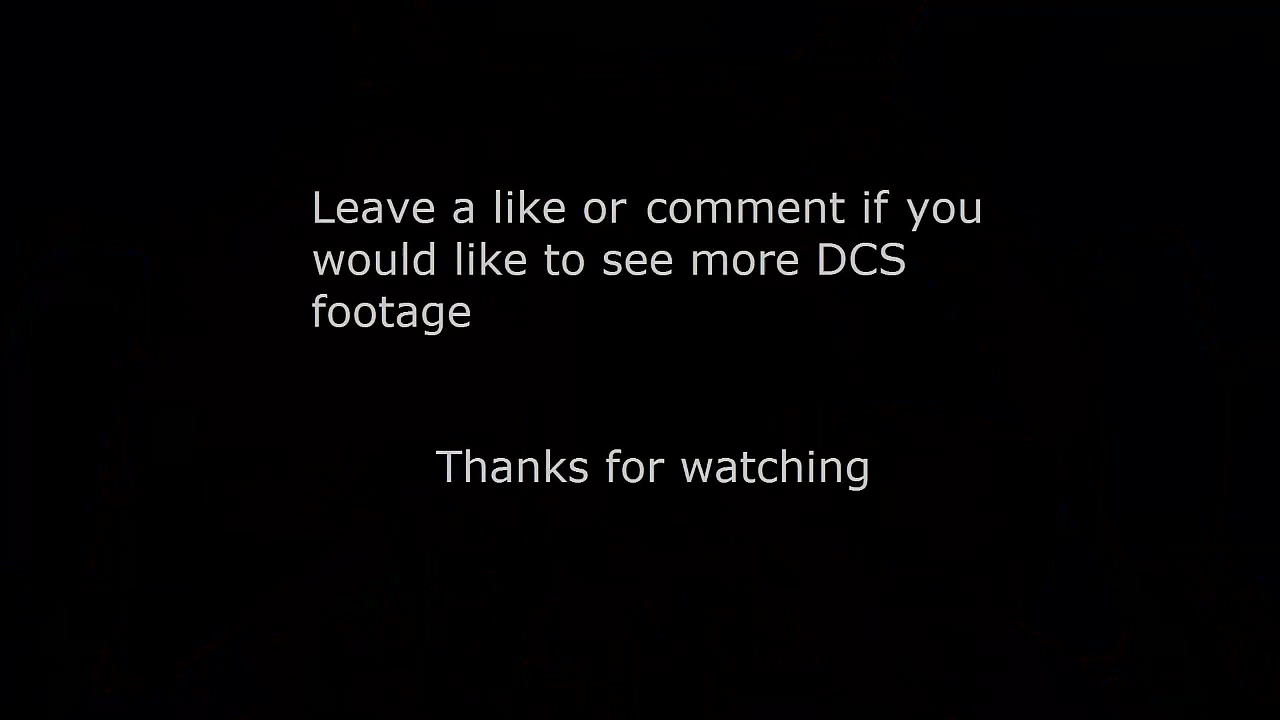 Leave a like or comment if you
would like to see more DCS
footage
Thanks for watching